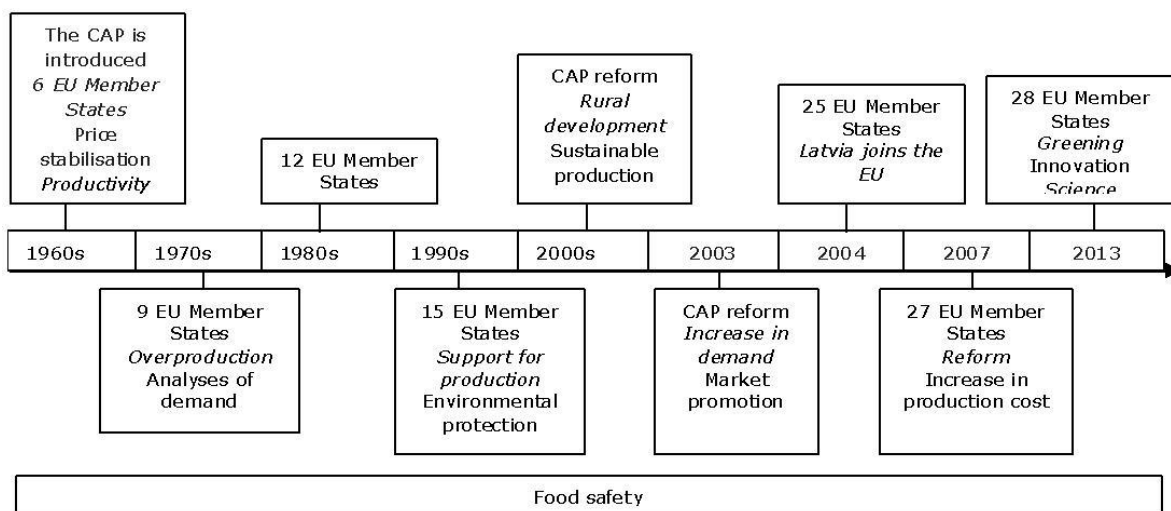 The CAP is
introduced
6 EU Member
States
Price
stabilisation
Productivity
12 EU Member
States
CAP reform
Rural
development
Sustainable
production
25 EU Member
States
Latvia joins the
EU
28 EU Member
States
Greening
Innovation
Science
1960s 1970s 1980s 1990s 2000s 2003 2004 2007 2013
9 EU Member
States
Overproduction
Analyses of
demand
15 EU Member
States
Support for
production
Environmental
protection
CAP reform
Increase in
demand
Market
promotion
27 EU Member
States
Reform
Increase in
production cost
Food safety